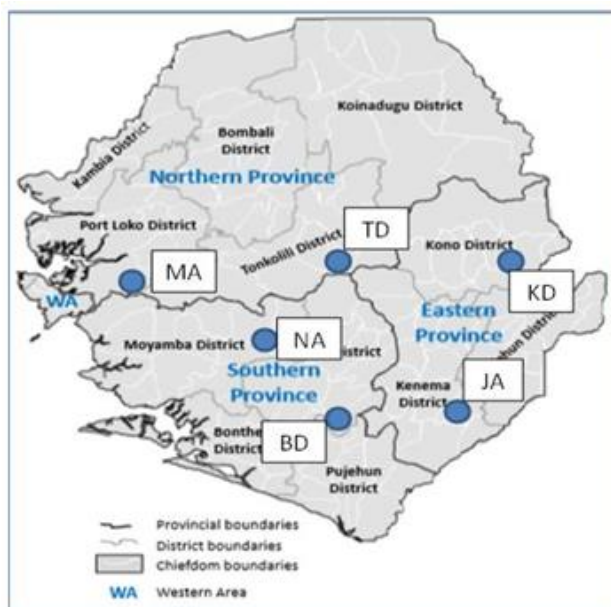 Koinadugu District
Bombali
District
Kambia District
Northern Province
Port Loko District
TD
Tonkolili District
Kono District
MA
WA
KD
Eastern
Province
NA
Moyamba District
District
Southern
Province
Kenema
District
JA
BD
District
Pujehun
District
Provincial boundaries
District boundaries
Chiefdom boundaries
WA Western Area